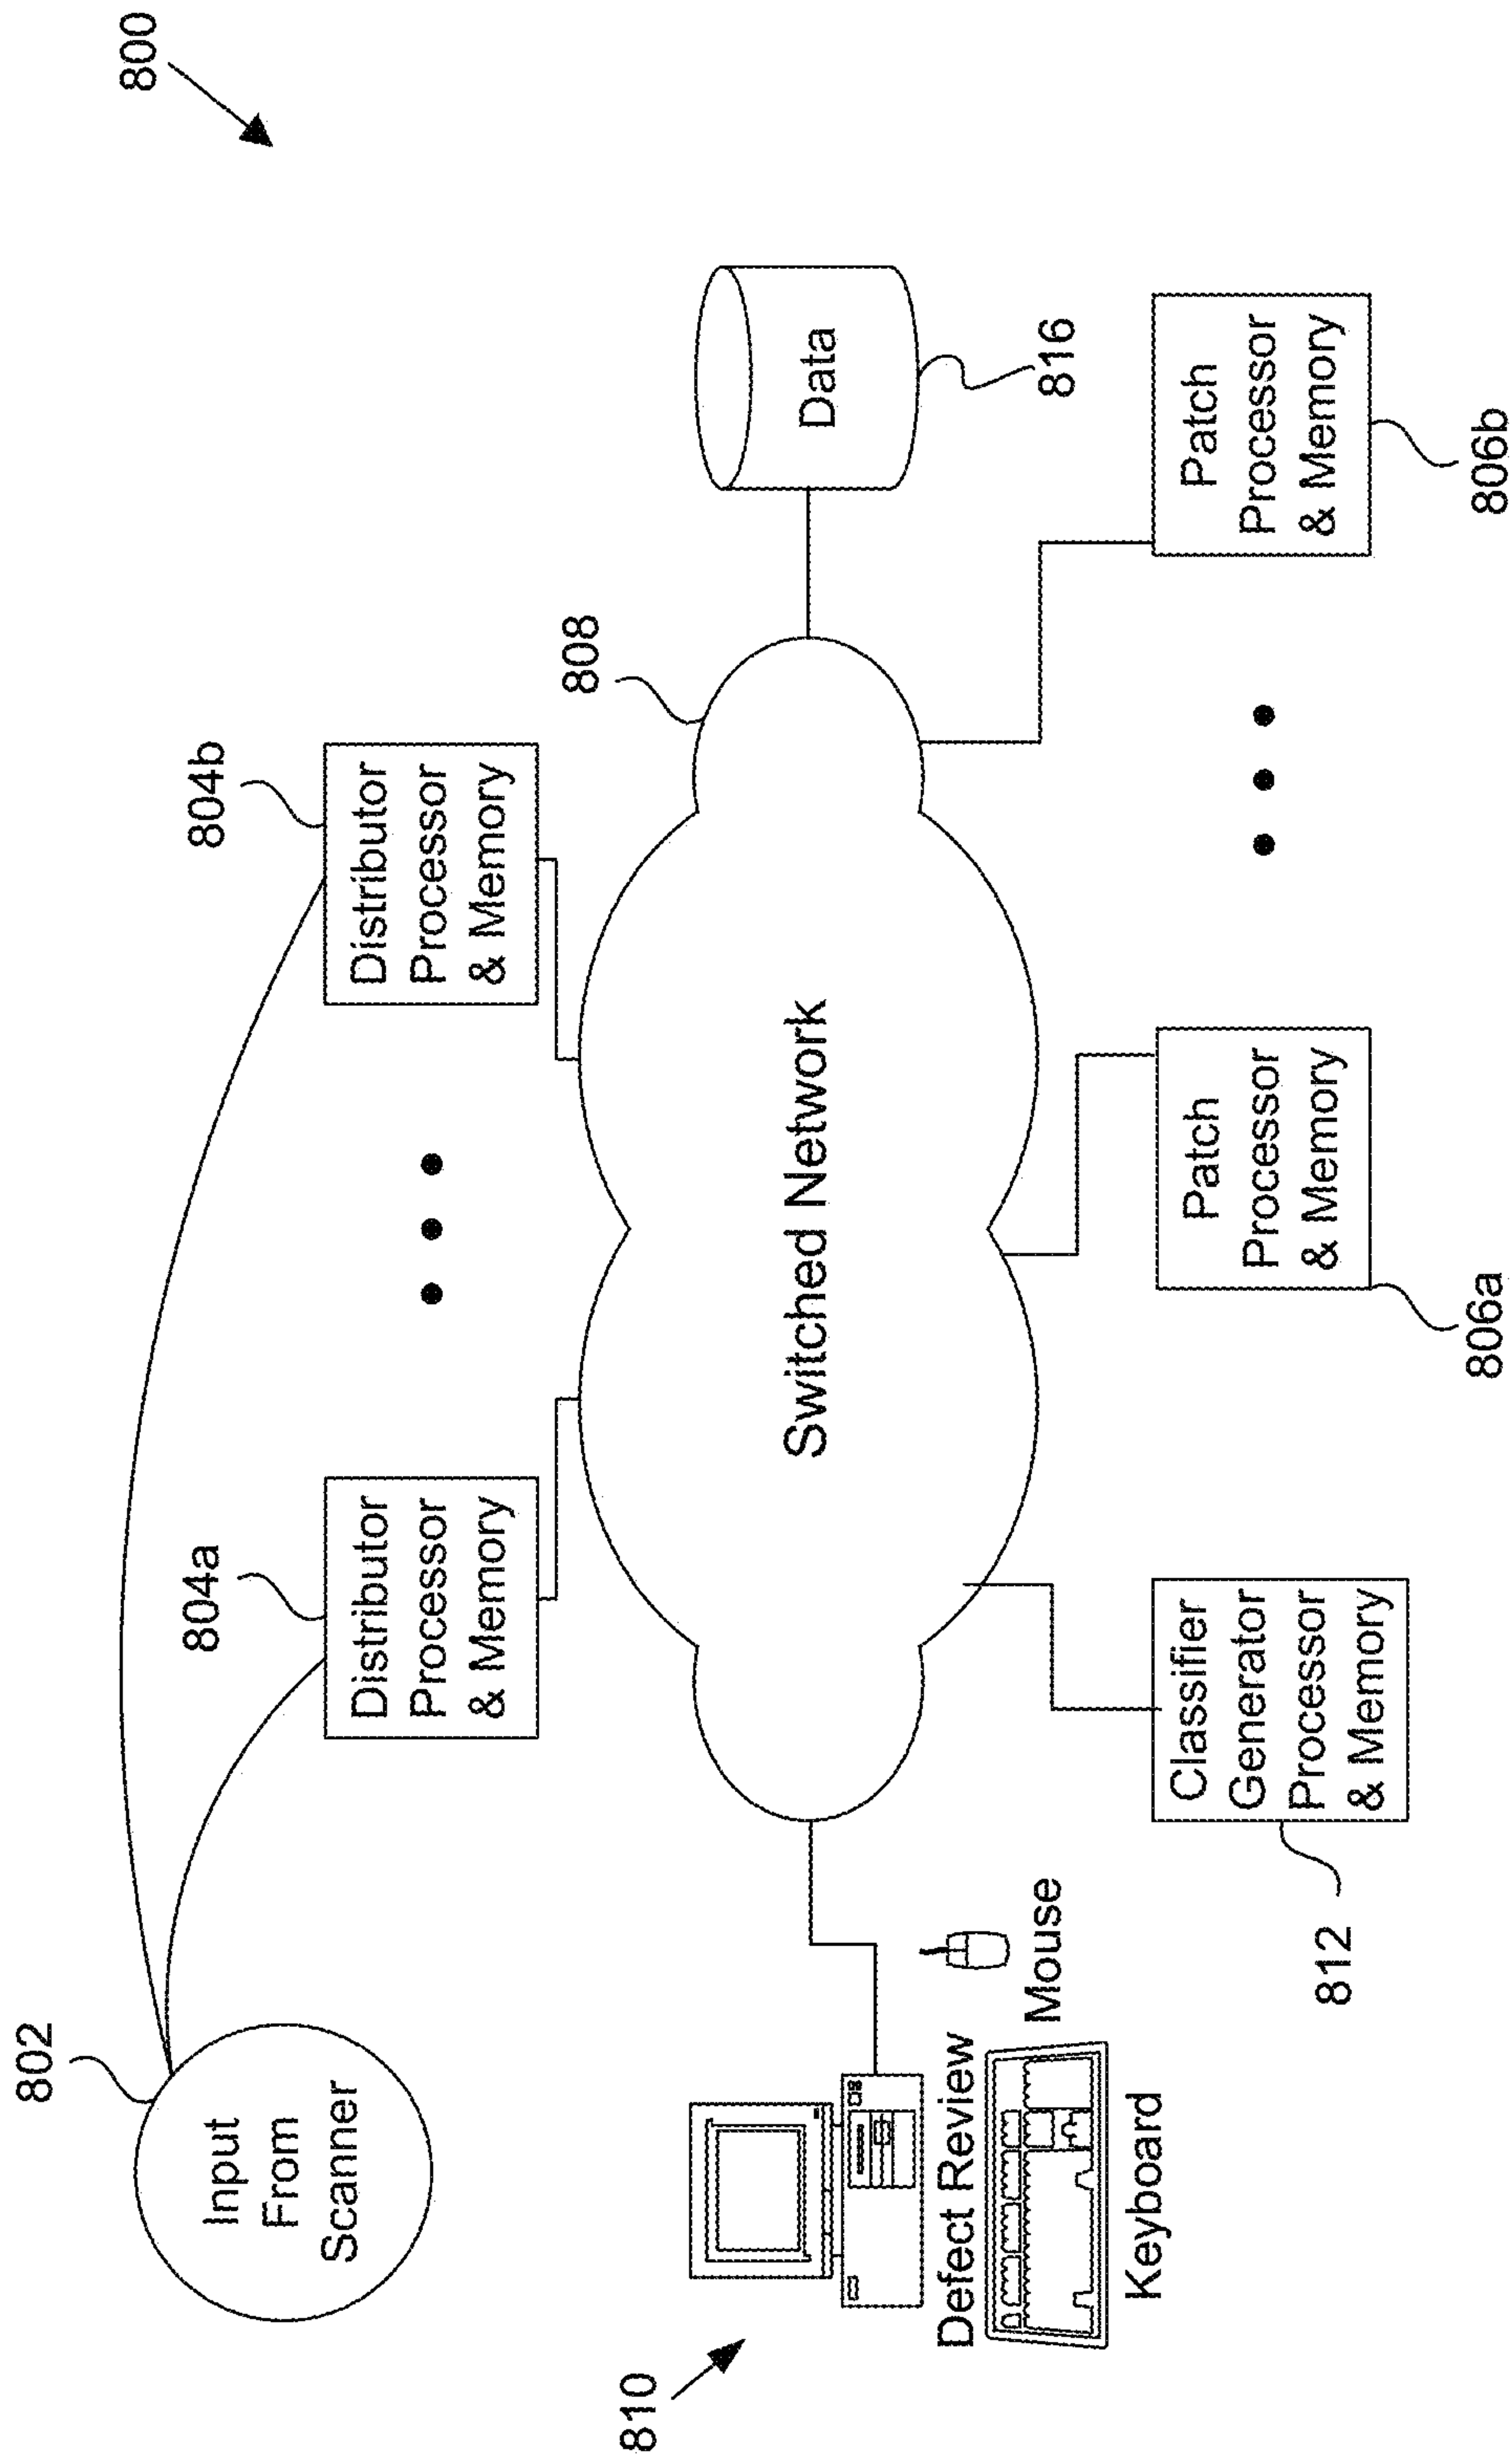 800
802
Input
From
Scanner
804a
Distributor
Processor
& Memory
804b
Distributor
Processor
& Memory
808
Switched Network
Data
816
810
Defect Review
Mouse
Keyboard
812
Classifier
Generator
Processor
& Memory
806a
Patch
Processor
& Memory
806b
Patch
Processor
& Memory